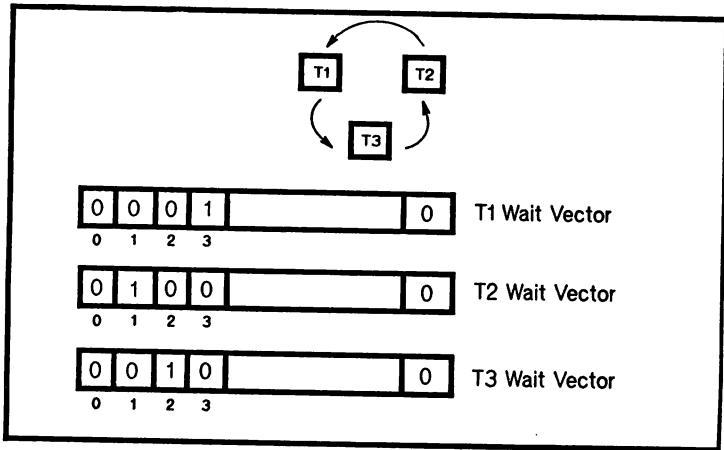 T1 T2
T3
0 0 0 1 0 T1 Wait Vector
0 1 2 3
0 1 0 0 0 T2 Wait Vector
0 1 2 3
0 0 1 0 0 T3 Wait Vector
0 1 2 3